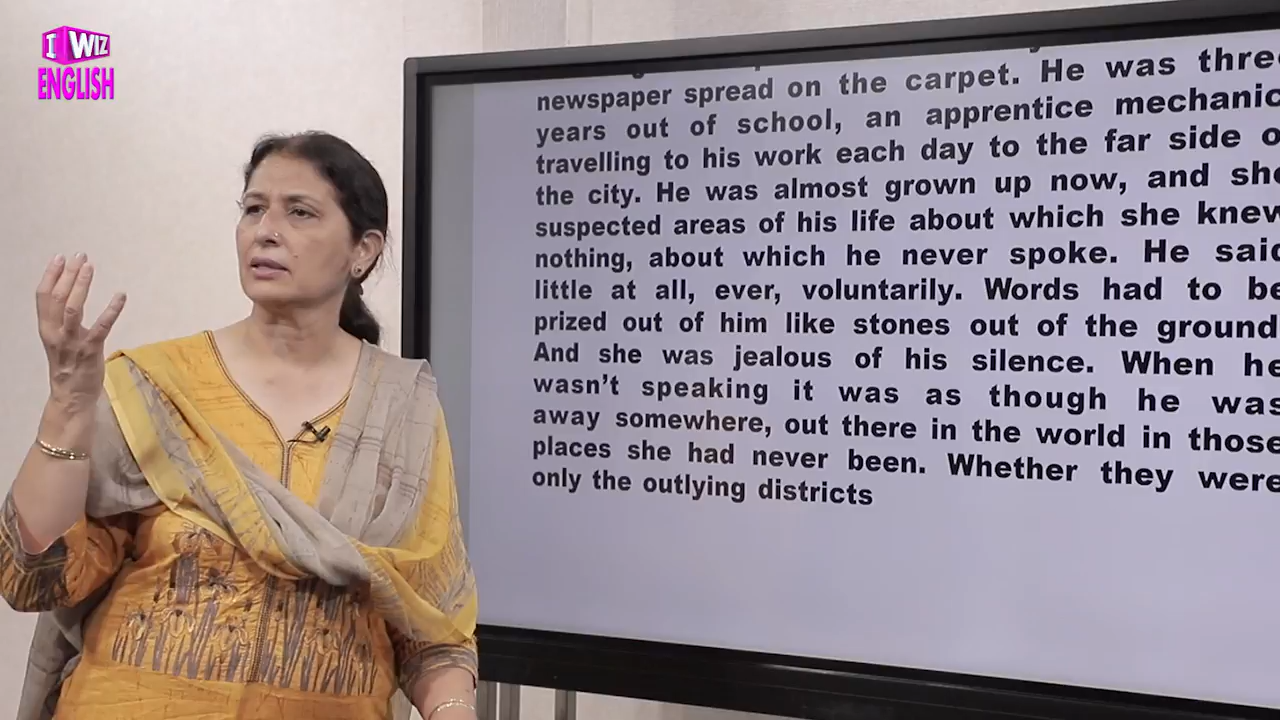 I WIZ
ENGLISH
newspaper spread on the carpet. He was three
years out of school, an apprentice mechanic
travelling to his work each day to the far side o
the city. He was almost grown up now, and she
suspected areas of his life about which she knew
nothing, about which he never spoke. He said
little at all, ever, voluntarily. Words had to be
prized out of him like stones out of the ground
And she was jealous of his silence. When he
wasn't speaking it was as though he was
away somewhere, out there in the world in those
places she had never been. Whether they were
only the outlying districts